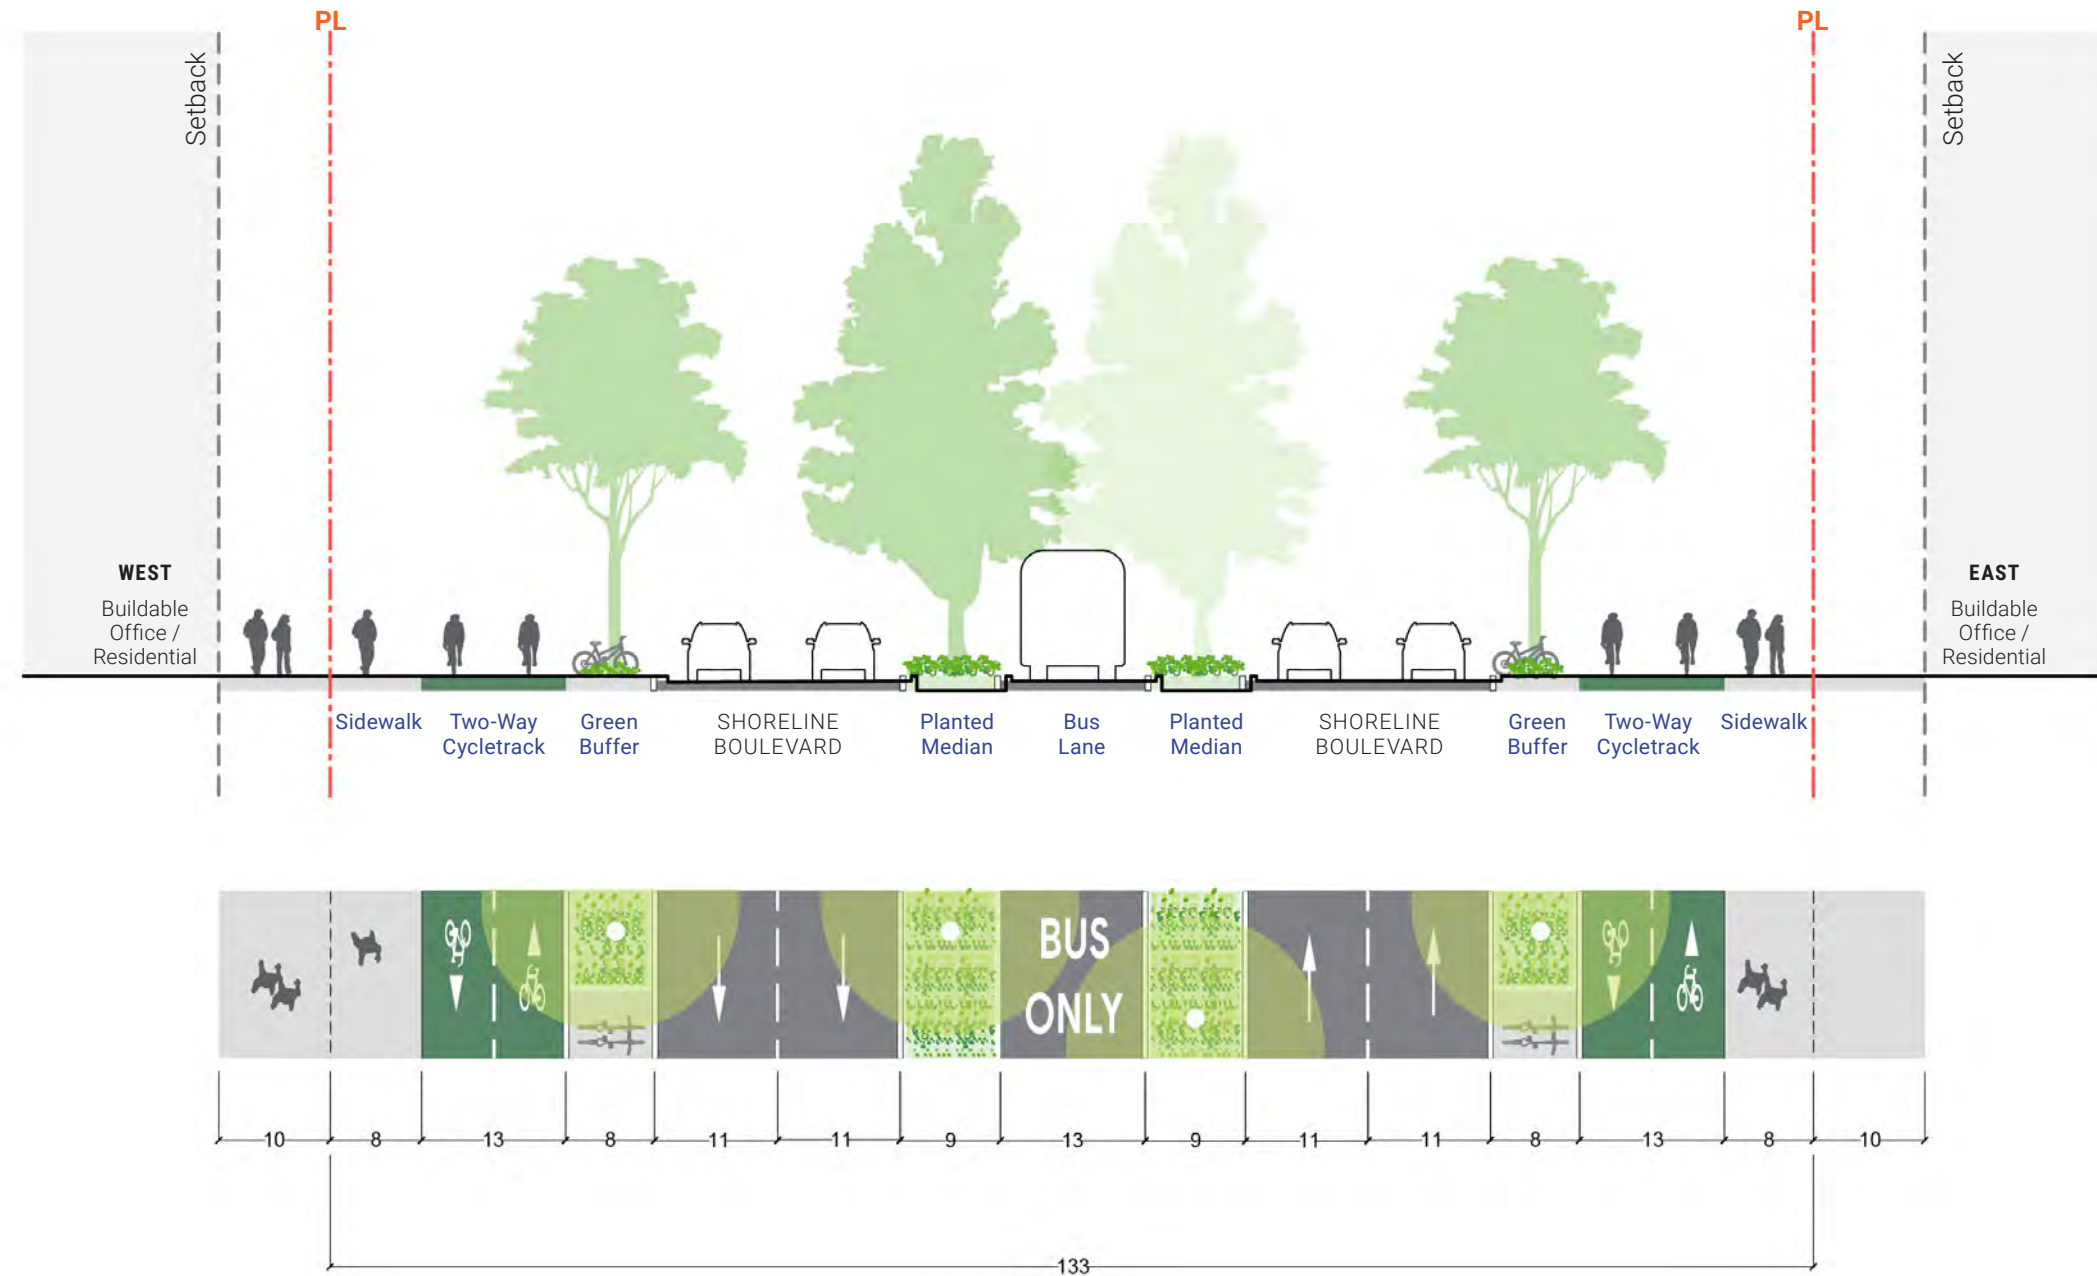 PL
PL
Setback
Setback
WEST
Buildable
Office /
Residential
EAST
Buildable
Office /
Residential
Sidewalk
Two-Way
Cycletrack
Green
Buffer
SHORELINE
BOULEVARD
Planted
Median
Bus
Lane
Planted
Median
SHORELINE
BOULEVARD
Green
Buffer
Two-Way
Cycletrack
Sidewalk
BUS
ONLY
10
8
13
8
11
11
9
13
9
11
11
8
13
8
10
133